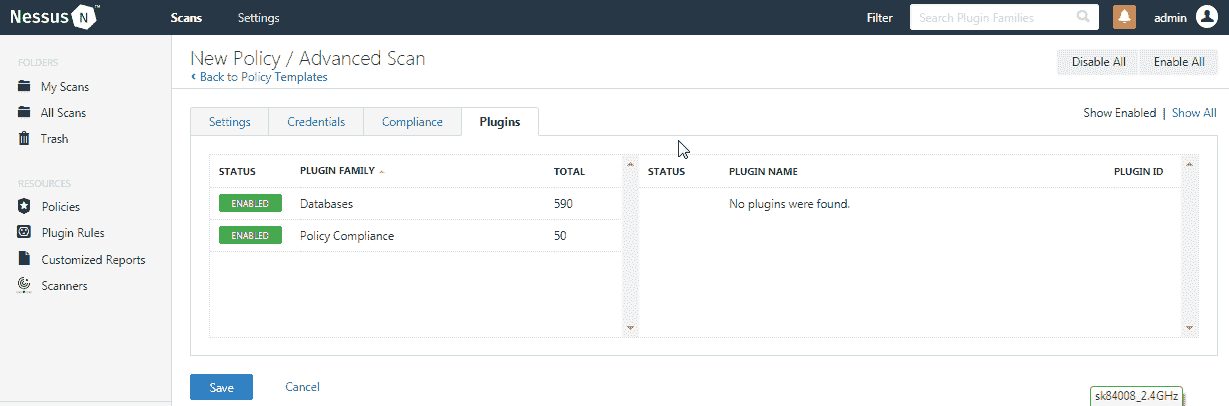 Nessus N ™ Scans Settings Filter Search Plugin Families admin
FOLDERS
My Scans
All Scans
Trash
RESOURCES
Policies
Plugin Rules
Customized Reports
Scanners
New Policy / Advanced Scan
Back to Policy Templates
Disable All Enable All
Settings Credentials Compliance Plugins
Show Enabled | Show All
STATUS PLUGIN FAMILY TOTAL STATUS PLUGIN NAME PLUGIN ID
ENABLED Databases 590 No plugins were found.
ENABLED Policy Compliance 50
Save Cancel
sk84008_2.4GHz